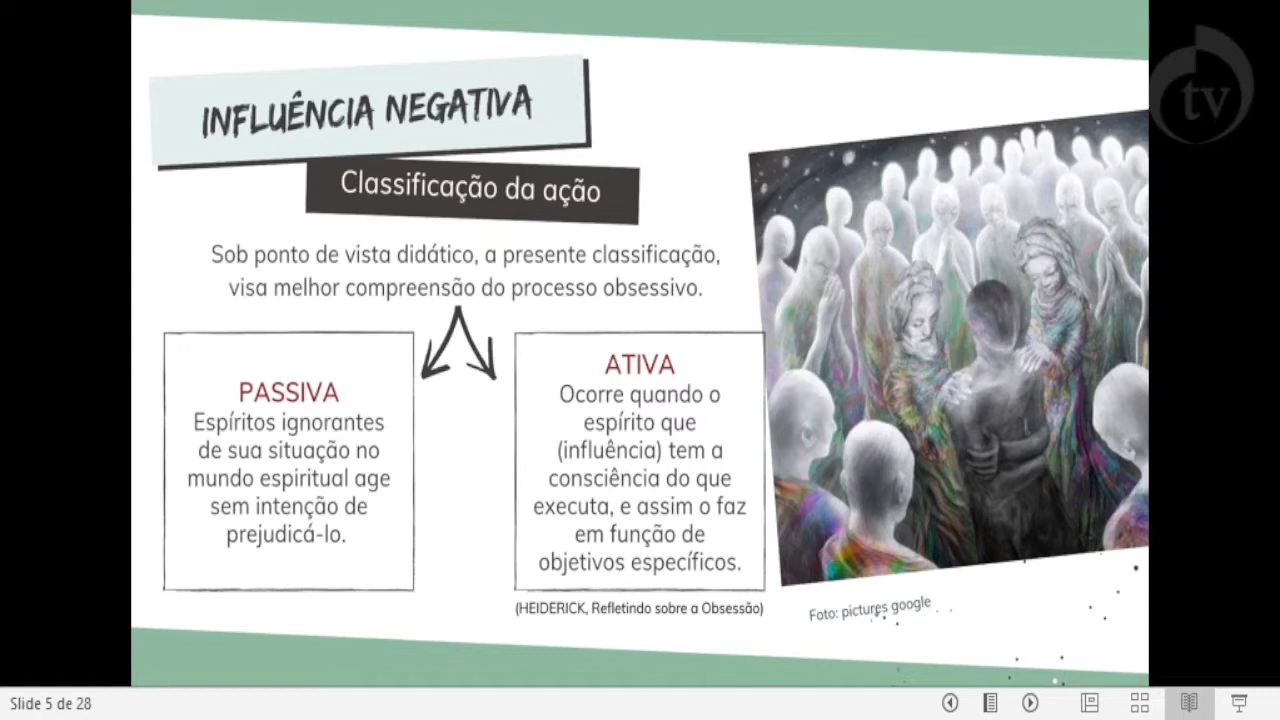 INFLUÊNCIA NEGATIVA
Classificação da ação
Sob ponto de vista didático, a presente classificação,
visa melhor compreensão do processo obsessivo.
PASSIVA
Espíritos ignorantes
de sua situação no
mundo espiritual age
sem intenção de
prejudicá-lo.
ATIVA
Ocorre quando o
espírito que
(influência) tem a
consciência do que
executa, e assim o faz
em função de
objetivos específicos.
(HEIDERICK, Refletindo sobre a Obsessão)
Foto: pictures google
tv
Slide 5 de 28